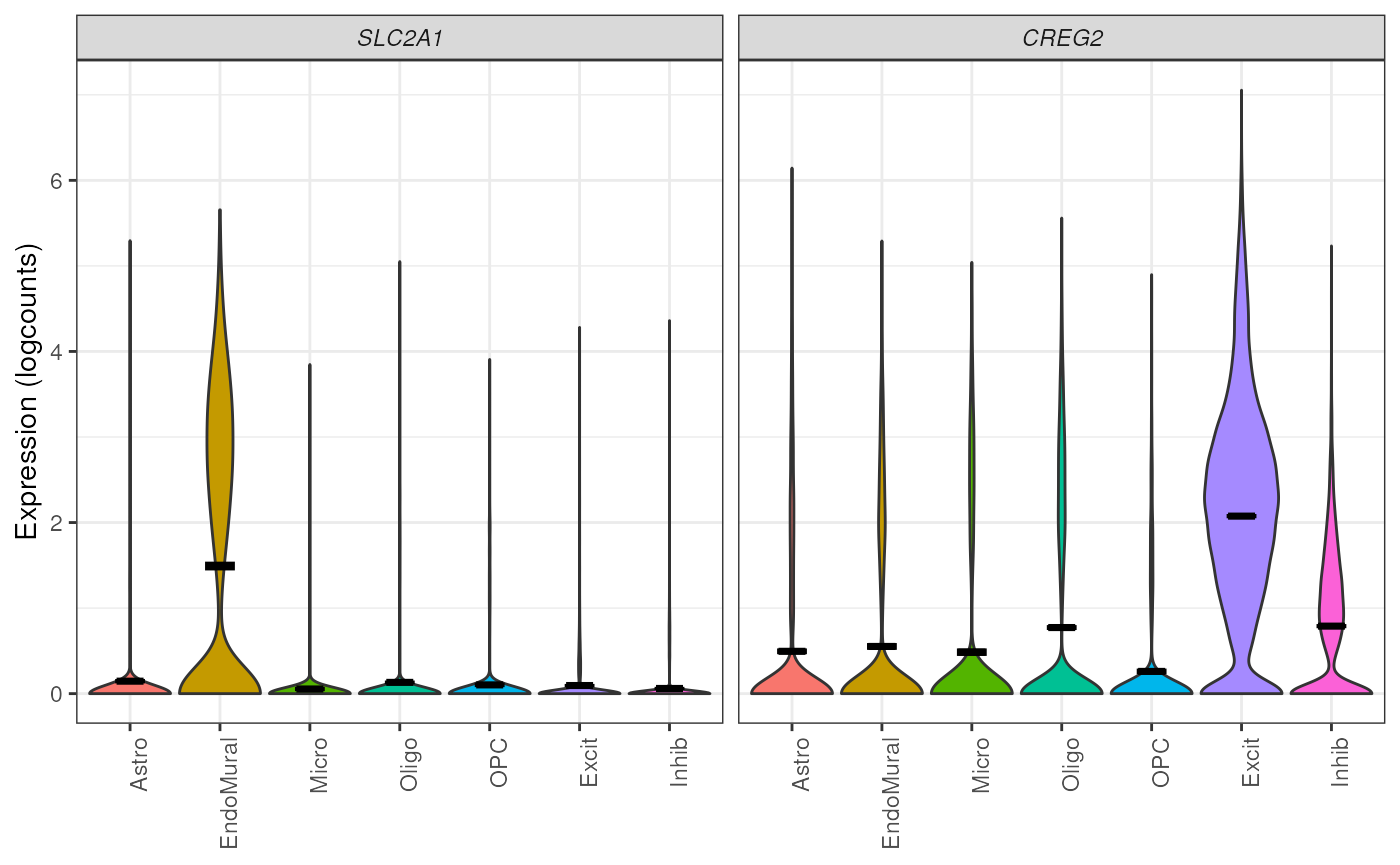 SLC2A1 CREG2
Expression (logcounts)
6
4
2
0
Astro EndoMural Micro Oligo OPC Excit Inhib Astro EndoMural Micro Oligo OPC Excit Inhib